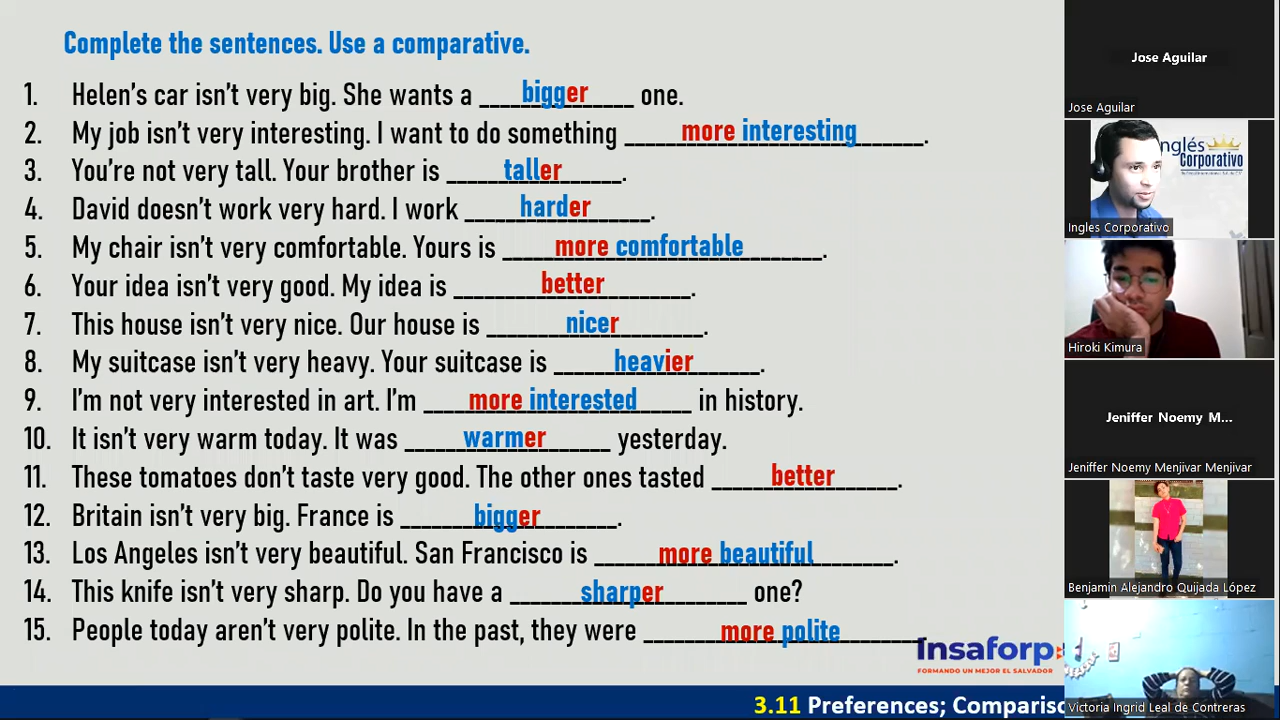 Complete the sentences. Use a comparative.
1. Helen's car isn't very big. She wants a ____bigger____ one.
2. My job isn't very interesting. I want to do something ____more interesting____.
3. You're not very tall. Your brother is ____taller____.
4. David doesn't work very hard. I work ____harder____.
5. My chair isn't very comfortable. Yours is ____more comfortable____.
6. Your idea isn't very good. My idea is ____better____.
7. This house isn't very nice. Our house is ____nicer____.
8. My suitcase isn't very heavy. Your suitcase is ____heavier____.
9. I'm not very interested in art. I'm ____more interested____ in history.
10. It isn't very warm today. It was ____warmer____ yesterday.
11. These tomatoes don't taste very good. The other ones tasted ____better____.
12. Britain isn't very big. France is ____bigger____.
13. Los Angeles isn't very beautiful. San Francisco is ____more beautiful____.
14. This knife isn't very sharp. Do you have a ____sharper____ one?
15. People today aren't very polite. In the past, they were ____more polite____.
Insaforp
FORMANDO UN MEJOR EL SALVADOR
3.11 Preferences; Comparisc
Jose Aguilar
Jose Aguilar
nglés
Corporativo
Ingles Corporativo
Hiroki Kimura
Jeniffer Noemy M...
Jeniffer Noemy Menjivar Menjivar
Benjamin Alejandro Quijada López
Victoria Ingrid Leal de Contreras